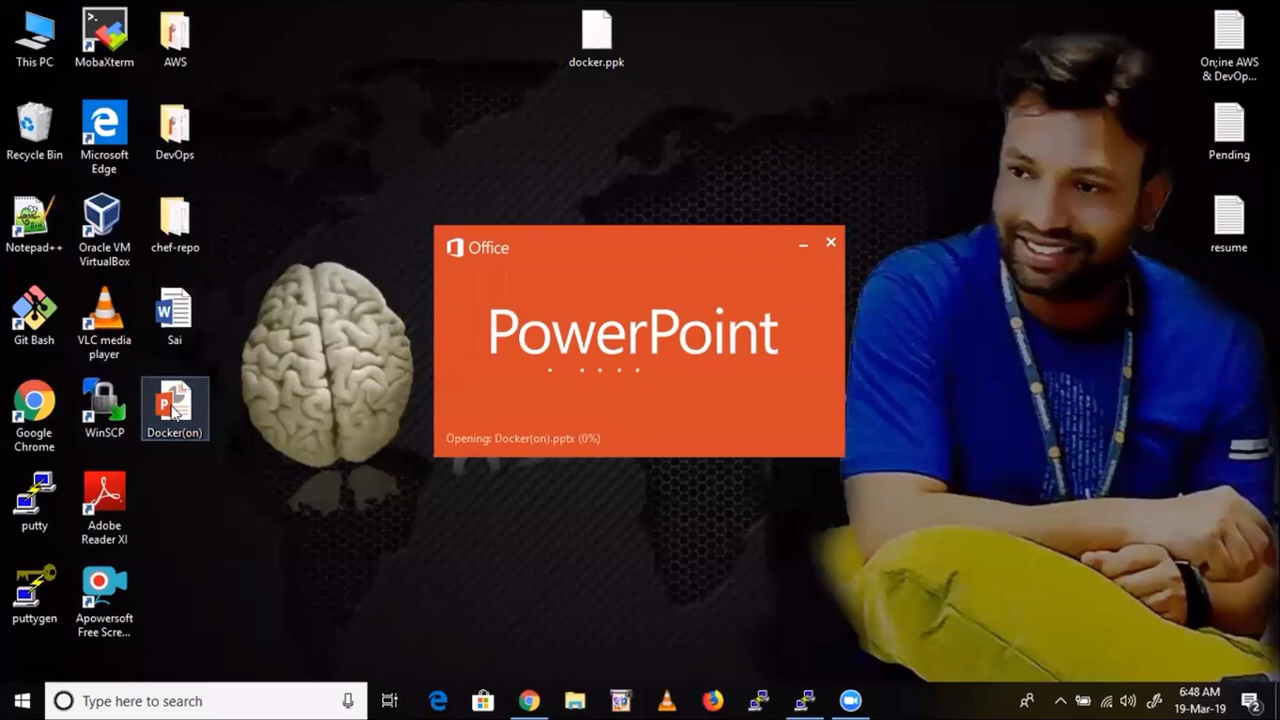 This PC
MobaXterm
AWS
docker.ppk
On;ine AWS
& DevOp...
Recycle Bin
Microsoft
Edge
DevOps
Pending
Notepad++
Oracle VM
VirtualBox
chef-repo
resume
Office
PowerPoint
Opening: Docker(on).pptx (0%)
Git Bash
VLC media
player
Sai
Google
Chrome
WinSCP
Docker(on)
putty
Adobe
Reader XI
puttygen
Apowersoft
Free Scre...
Type here to search
6:48 AM
19-Mar-19
2